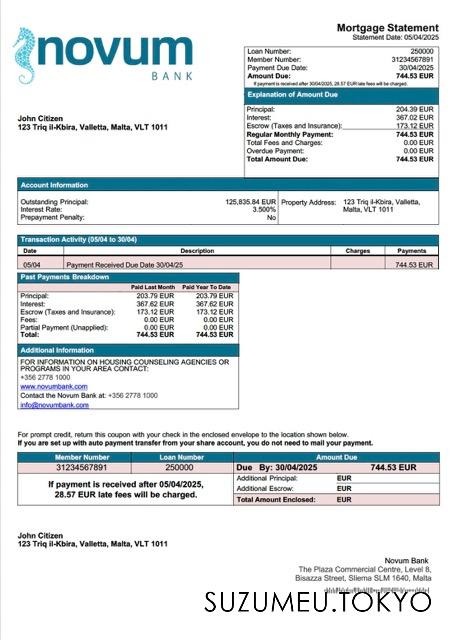 novum
BANK
Mortgage Statement
Statement Date: 05/04/2025
Loan Number: 250000
Member Number: 31234567891
Payment Due Date: 30/04/2025
Amount Due: 744.53 EUR
If payment is received after 30/04/2025, 28.57 EUR late fees will be charged.
John Citizen
123 Triq il-Kbira, Valletta, Malta, VLT 1011
Explanation of Amount Due
Principal: 204.39 EUR
Interest: 367.02 EUR
Escrow (Taxes and Insurance): 173.12 EUR
Regular Monthly Payment: 744.53 EUR
Total Fees and Charges: 0.00 EUR
Overdue Payment: 0.00 EUR
Total Amount Due: 744.53 EUR
Account Information
Outstanding Principal: 125,835.84 EUR
Interest Rate: 3.500%
Prepayment Penalty: No
Property Address: 123 Triq il-Kbira, Valletta,
Malta, VLT 1011
Transaction Activity (05/04 to 30/04)
Date Description Charges Payments
05/04 Payment Received Due Date 30/04/25 744.53 EUR
Past Payments Breakdown
Paid Last Month Paid Year To Date
Principal: 203.79 EUR 203.79 EUR
Interest: 367.62 EUR 367.62 EUR
Escrow (Taxes and Insurance): 173.12 EUR 173.12 EUR
Fees: 0.00 EUR 0.00 EUR
Partial Payment (Unapplied): 0.00 EUR 0.00 EUR
Total: 744.53 EUR 744.53 EUR
Additional Information
FOR INFORMATION ON HOUSING COUNSELING AGENCIES OR
PROGRAMS IN YOUR AREA CONTACT:
+356 2778 1000
www.novumbank.com
Contact the Novum Bank at: +356 2778 1000
info@novumbank.com
For prompt credit, return this coupon with your check in the enclosed envelope to the location shown below.
If you are set up with auto payment transfer from your share account, you do not need to mail your payment.
Member Number Loan Number Amount Due
31234567891 250000 Due By: 30/04/2025 744.53 EUR
If payment is received after 05/04/2025,
28.57 EUR late fees will be charged.
Additional Principal: EUR
Additional Escrow: EUR
Total Amount Enclosed: EUR
John Citizen
123 Triq il-Kbira, Valletta, Malta, VLT 1011
Novum Bank
The Plaza Commercial Centre, Level 8,
Bisazza Street, Sliema SLM 1640, Malta
SUZUMEU.TOKYO